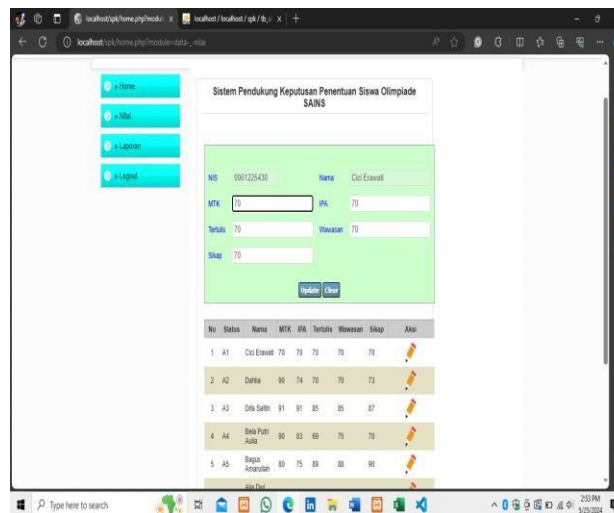 localhost/spk/home.php?modul
localhost / localhost / spk / tb_si
localhost/spk/home.php?module=data-_-nilai
» Home
» Nilai
» Laporan
» Logout
Sistem Pendukung Keputusan Penentuan Siswa Olimpiade
SAINS
NIS 0061225430 Nama Cici Erawati
MTK 70 IPA 70
Tertulis 70 Wawasan 70
Sikap 70
Update Clear
No Status Nama MTK IPA Tertulis Wawasan Sikap Aksi
1 A1 Cici Erawati 70 70 70 70 70
2 A2 Dahlia 90 74 70 70 73
3 A3 Dita Safitri 91 91 85 85 87
4 A4 Bela Putri Aulia 90 83 69 75 70
5 A5 Bagus Amarullah 80 75 89 88 90
Type here to search
2:53 PM
5/25/2024